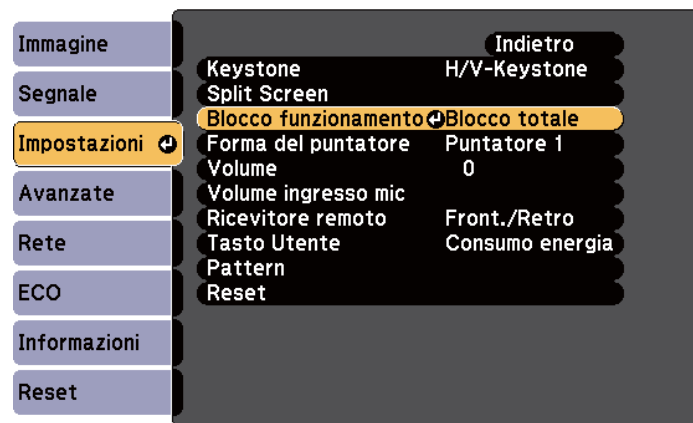 Immagine
Segnale
Impostazioni
Avanzate
Rete
ECO
Informazioni
Reset
Indietro
Keystone H/V-Keystone
Split Screen
Blocco funzionamento Blocco totale
Forma del puntatore Puntatore 1
Volume 0
Volume ingresso mic
Ricevitore remoto Front./Retro
Tasto Utente Consumo energia
Pattern
Reset